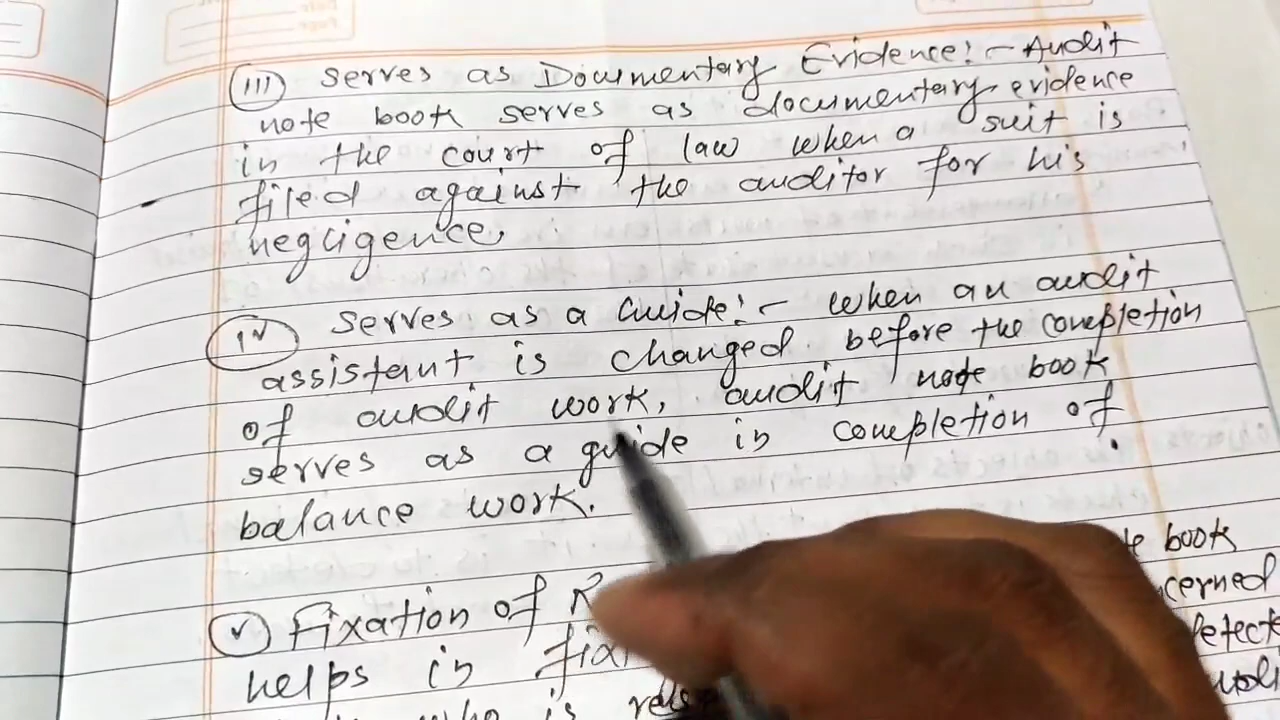 (III) Serves as Documentary Evidence:- Audit
note book serves as documentary evidence
in the court of law when a suit is
filed against the auditor for his
negligence.
(IV) Serves as a Guide:- When an audit
assistant is changed before the completion
of audit work, audit note book
serves as a guide in completion of
balance work.
(V) Fixation of book
helps in
who is